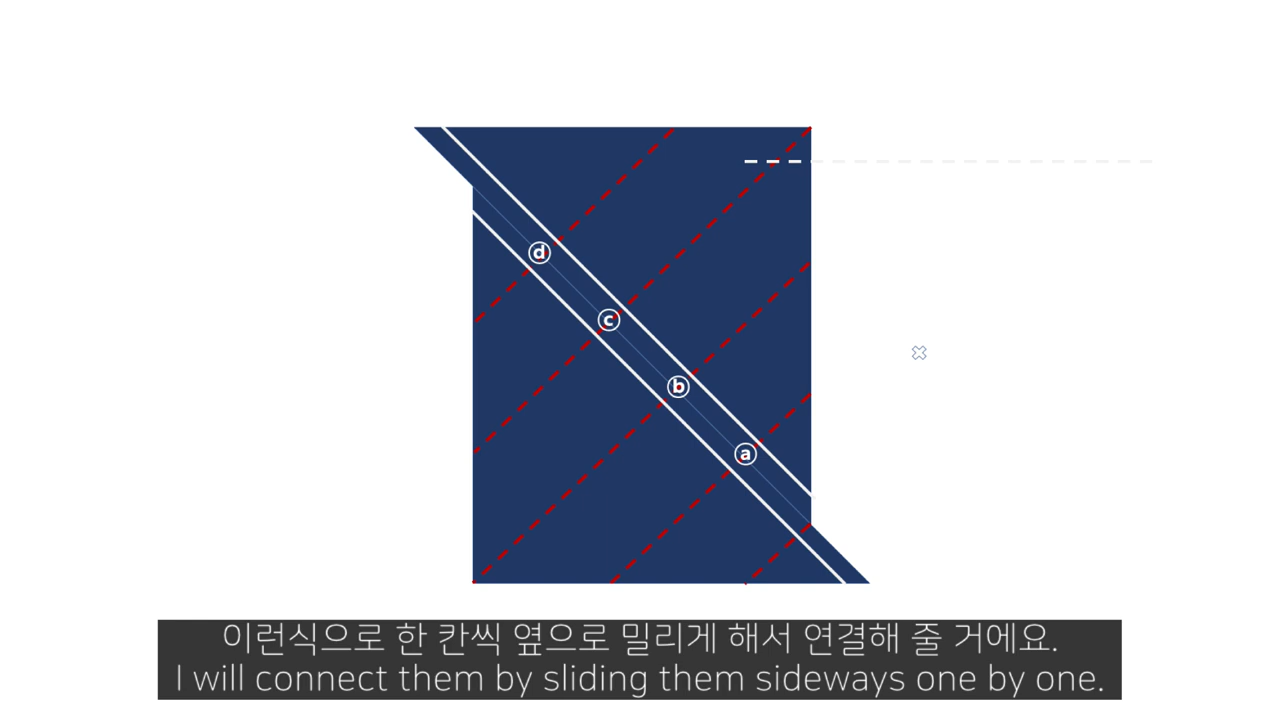 ⓓ
ⓒ
ⓑ
ⓐ
이런식으로 한 칸씩 옆으로 밀리게 해서 연결해 줄 거에요.
I will connect them by sliding them sideways one by one.